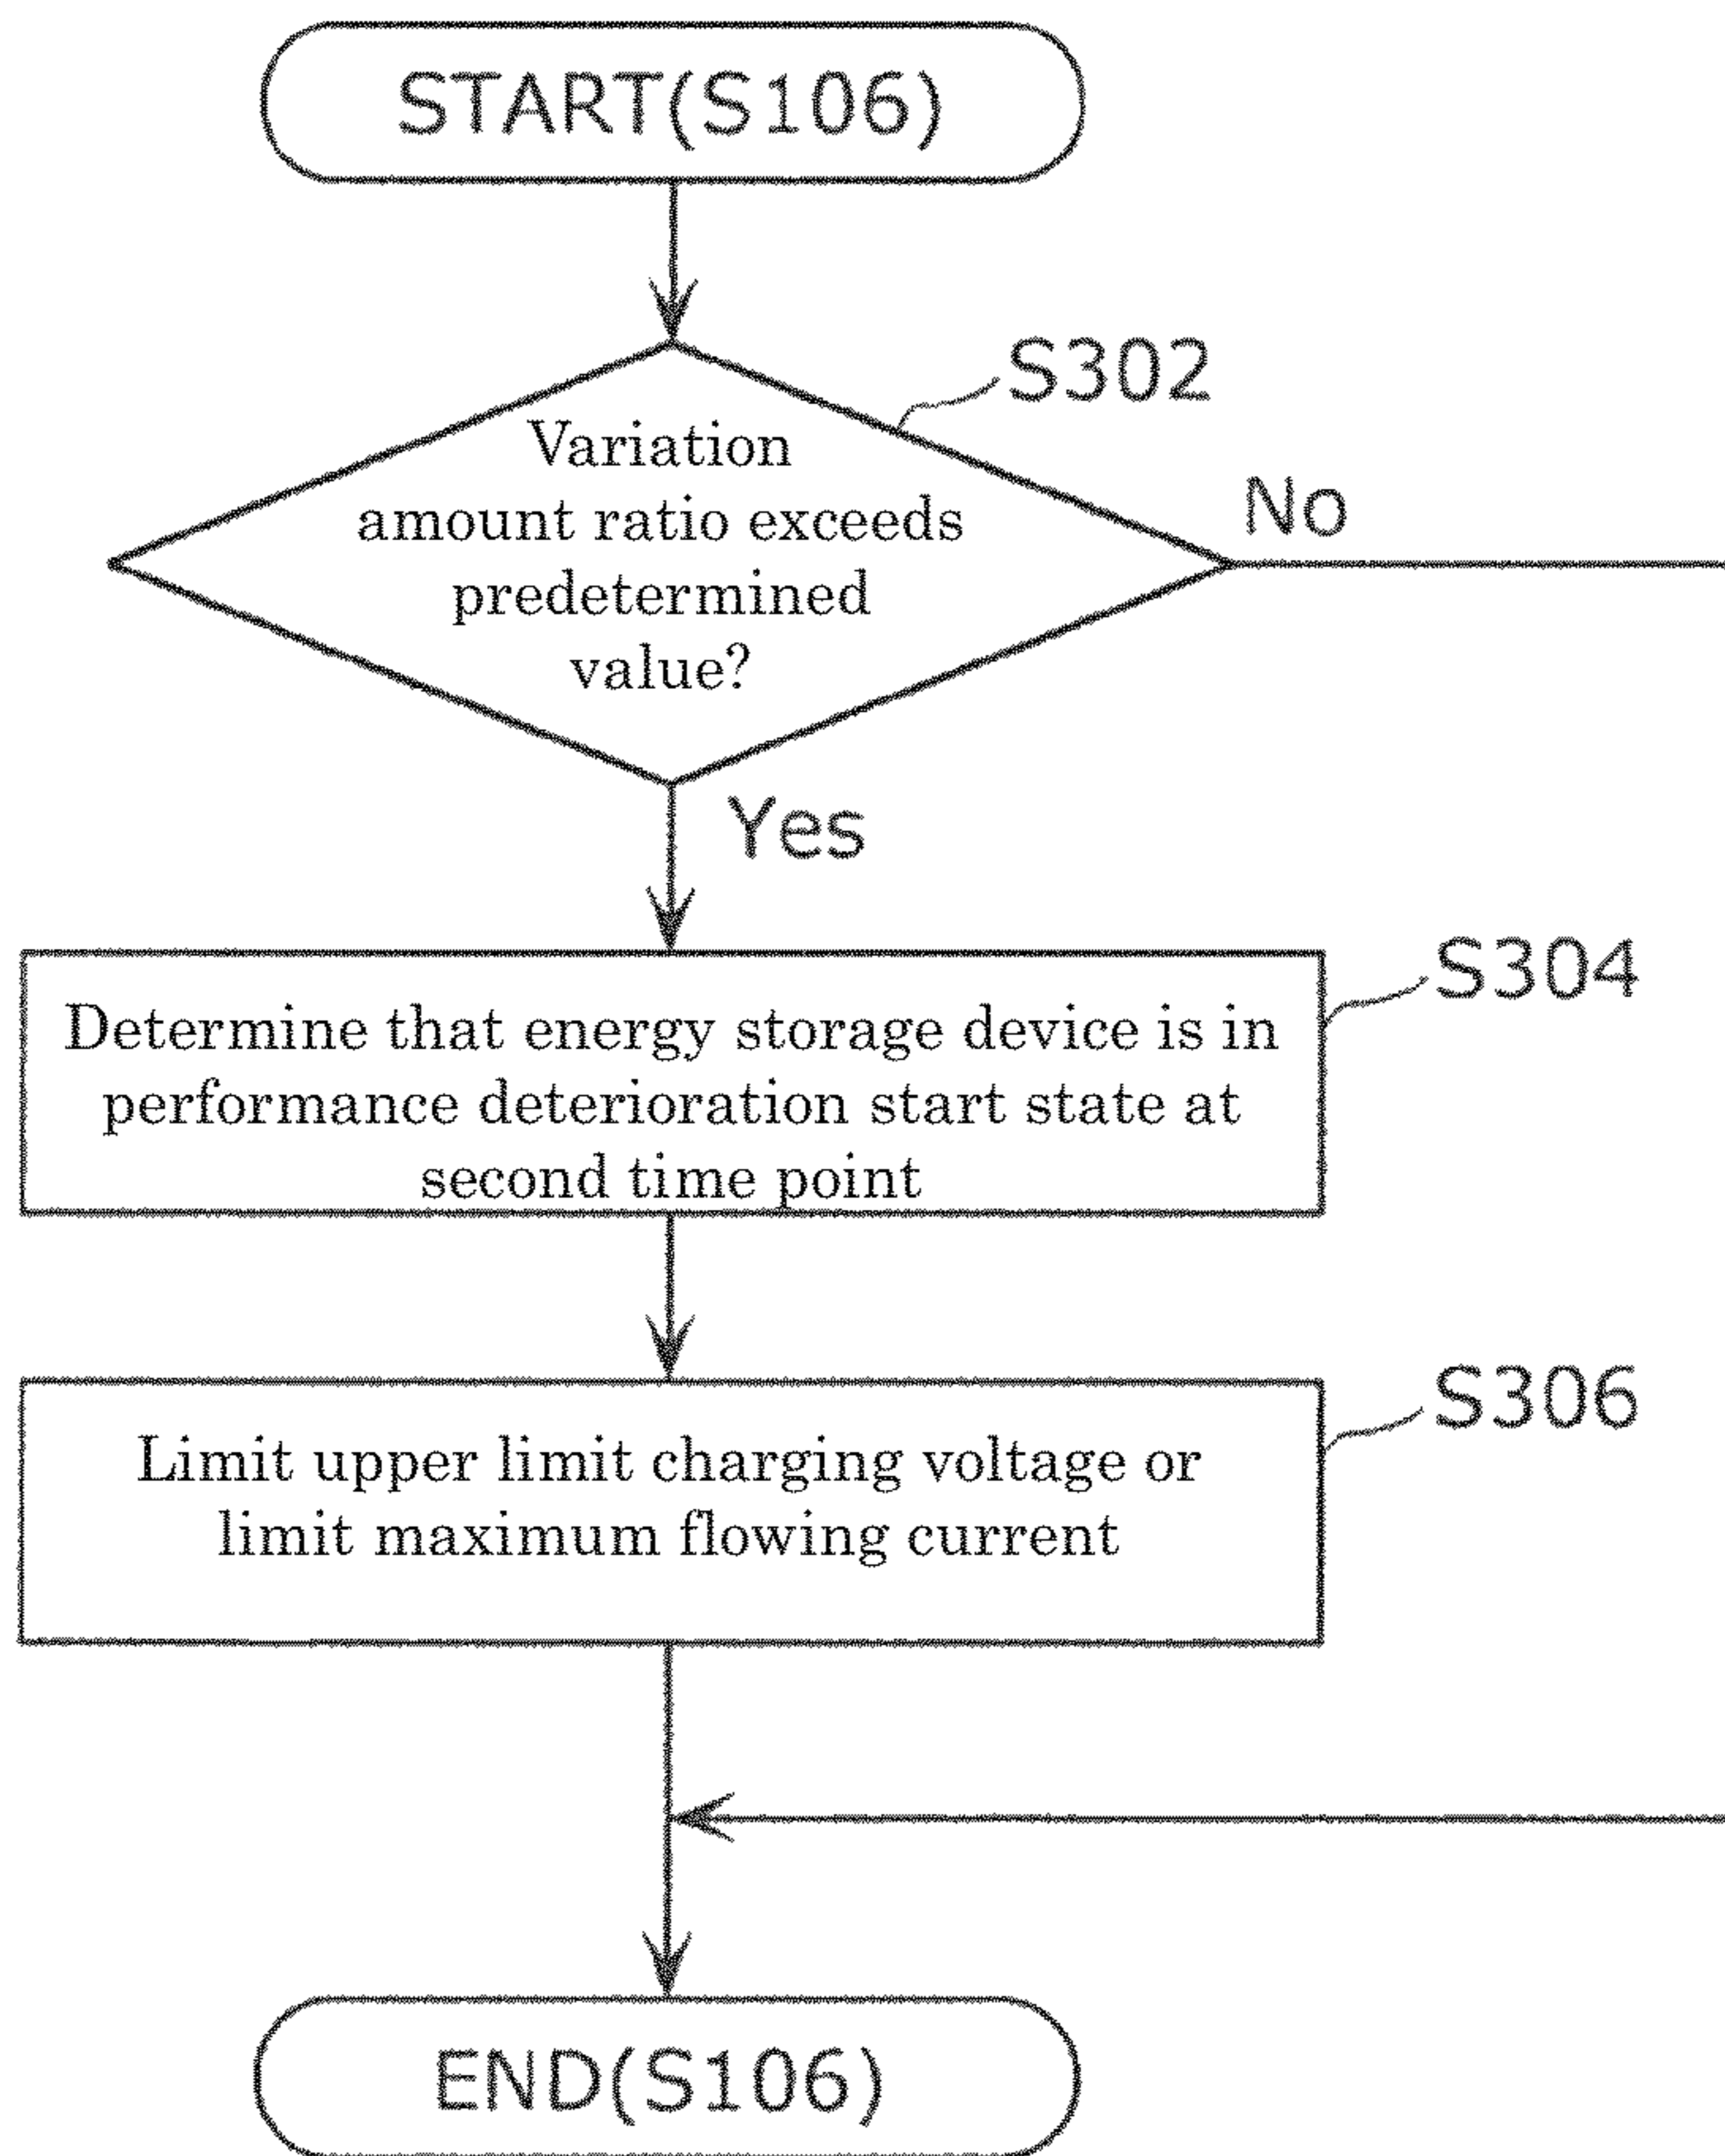 START(S106)
S302
Variation
amount ratio exceeds
predetermined
value?
No
Yes
S304
Determine that energy storage device is in
performance deterioration start state at
second time point
S306
Limit upper limit charging voltage or
limit maximum flowing current
END(S106)